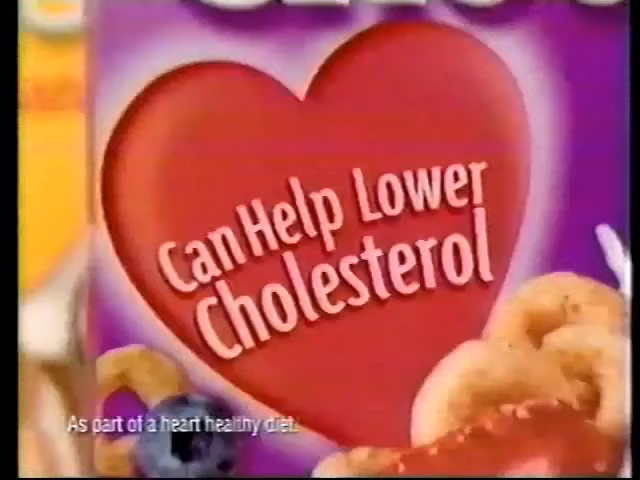 Can Help Lower
Cholesterol
As part of a heart healthy diet.